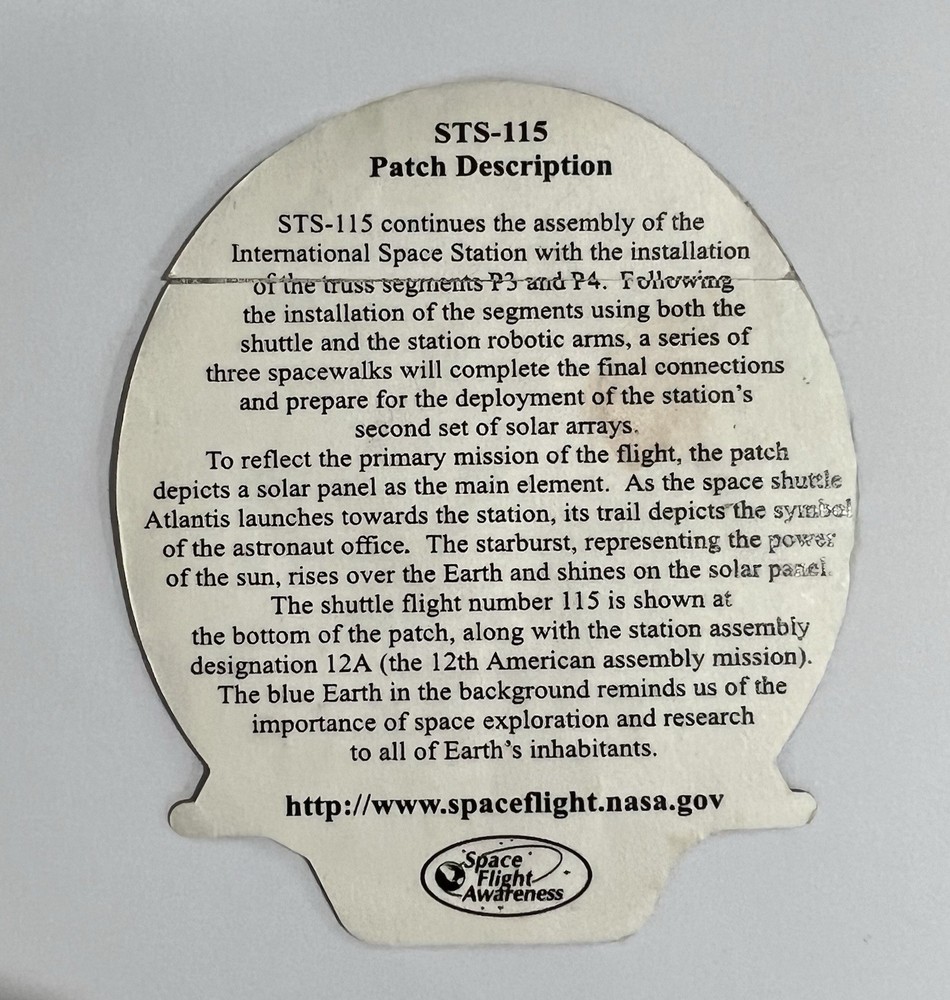 STS-115
Patch Description
STS-115 continues the assembly of the
International Space Station with the installation
of the truss segments P3 and P4.  Following
the installation of the segments using both the
shuttle and the station robotic arms, a series of
three spacewalks will complete the final connections
and prepare for the deployment of the station's
second set of solar arrays.
To reflect the primary mission of the flight, the patch
depicts a solar panel as the main element.  As the space shuttle
Atlantis launches towards the station, its trail depicts the symbol
of the astronaut office.  The starburst, representing the power
of the sun, rises over the Earth and shines on the solar panel.
The shuttle flight number 115 is shown at
the bottom of the patch, along with the station assembly
designation 12A (the 12th American assembly mission).
The blue Earth in the background reminds us of the
importance of space exploration and research
to all of Earth's inhabitants.
http://www.spaceflight.nasa.gov
Space
Flight
Awareness